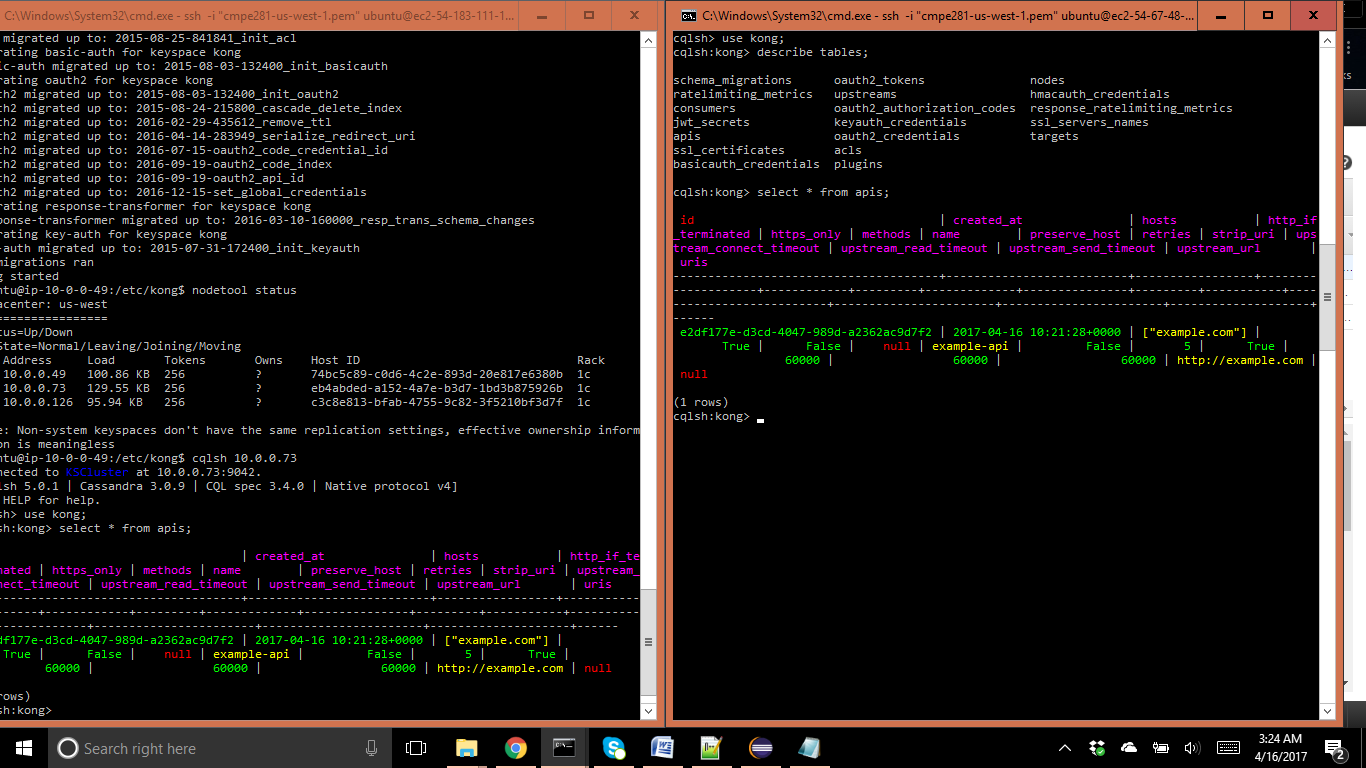 C:\Windows\System32\cmd.exe - ssh -i "cmpe281-us-west-1.pem" ubuntu@ec2-54-183-111-1...
migrated up to: 2015-08-25-841841_init_acl
rating basic-auth for keyspace kong
ic-auth migrated up to: 2015-08-03-132400_init_basicauth
rating oauth2 for keyspace kong
th2 migrated up to: 2015-08-03-132400_init_oauth2
th2 migrated up to: 2015-08-24-215800_cascade_delete_index
th2 migrated up to: 2016-02-29-435612_remove_ttl
th2 migrated up to: 2016-04-14-283949_serialize_redirect_uri
th2 migrated up to: 2016-07-15-oauth2_code_credential_id
th2 migrated up to: 2016-09-19-oauth2_code_index
th2 migrated up to: 2016-09-19-oauth2_api_id
th2 migrated up to: 2016-12-15-set_global_credentials
rating response-transformer for keyspace kong
ponse-transformer migrated up to: 2016-03-10-160000_resp_trans_schema_changes
rating key-auth for keyspace kong
-auth migrated up to: 2015-07-31-172400_init_keyauth
migrations ran
g started
ntu@ip-10-0-0-49:/etc/kong$ nodetool status
acenter: us-west
================
tus=Up/Down
State=Normal/Leaving/Joining/Moving
Address Load Tokens Owns Host ID Rack
10.0.0.49 100.86 KB 256 ? 74bc5c89-c0d6-4c2e-893d-20e817e6380b 1c
10.0.0.73 129.55 KB 256 ? eb4abded-a152-4a7e-b3d7-1bd3b875926b 1c
10.0.0.126 95.94 KB 256 ? c3c8e813-bfab-4755-9c82-3f5210bf3d7f 1c
e: Non-system keyspaces don't have the same replication settings, effective ownership inform
on is meaningless
ntu@ip-10-0-0-49:/etc/kong$ cqlsh 10.0.0.73
nected to KSCluster at 10.0.0.73:9042.
lsh 5.0.1 | Cassandra 3.0.9 | CQL spec 3.4.0 | Native protocol v4]
HELP for help.
sh> use kong;
sh:kong> select * from apis;
| created_at | hosts | http_if_te
nated | https_only | methods | name | preserve_host | retries | strip_uri | upstream_
nect_timeout | upstream_read_timeout | upstream_send_timeout | upstream_url | uris
df177e-d3cd-4047-989d-a2362ac9d7f2 | 2017-04-16 10:21:28+0000 | ["example.com"] |
True | False | null | example-api | False | 5 | True |
60000 | 60000 | 60000 | http://example.com | null
rows)
sh:kong>
C:\Windows\System32\cmd.exe - ssh -i "cmpe281-us-west-1.pem" ubuntu@ec2-54-67-48-...
cqlsh> use kong;
cqlsh:kong> describe tables;
schema_migrations oauth2_tokens nodes
ratelimiting_metrics upstreams hmacauth_credentials
consumers oauth2_authorization_codes response_ratelimiting_metrics
jwt_secrets keyauth_credentials ssl_servers_names
apis oauth2_credentials targets
ssl_certificates acls
basicauth_credentials plugins
cqlsh:kong> select * from apis;
id | created_at | hosts | http_if
_terminated | https_only | methods | name | preserve_host | retries | strip_uri | ups
tream_connect_timeout | upstream_read_timeout | upstream_send_timeout | upstream_url |
uris
e2df177e-d3cd-4047-989d-a2362ac9d7f2 | 2017-04-16 10:21:28+0000 | ["example.com"] |
True | False | null | example-api | False | 5 | True |
60000 | 60000 | 60000 | http://example.com |
null
(1 rows)
cqlsh:kong>
Search right here
3:24 AM
4/16/2017
2